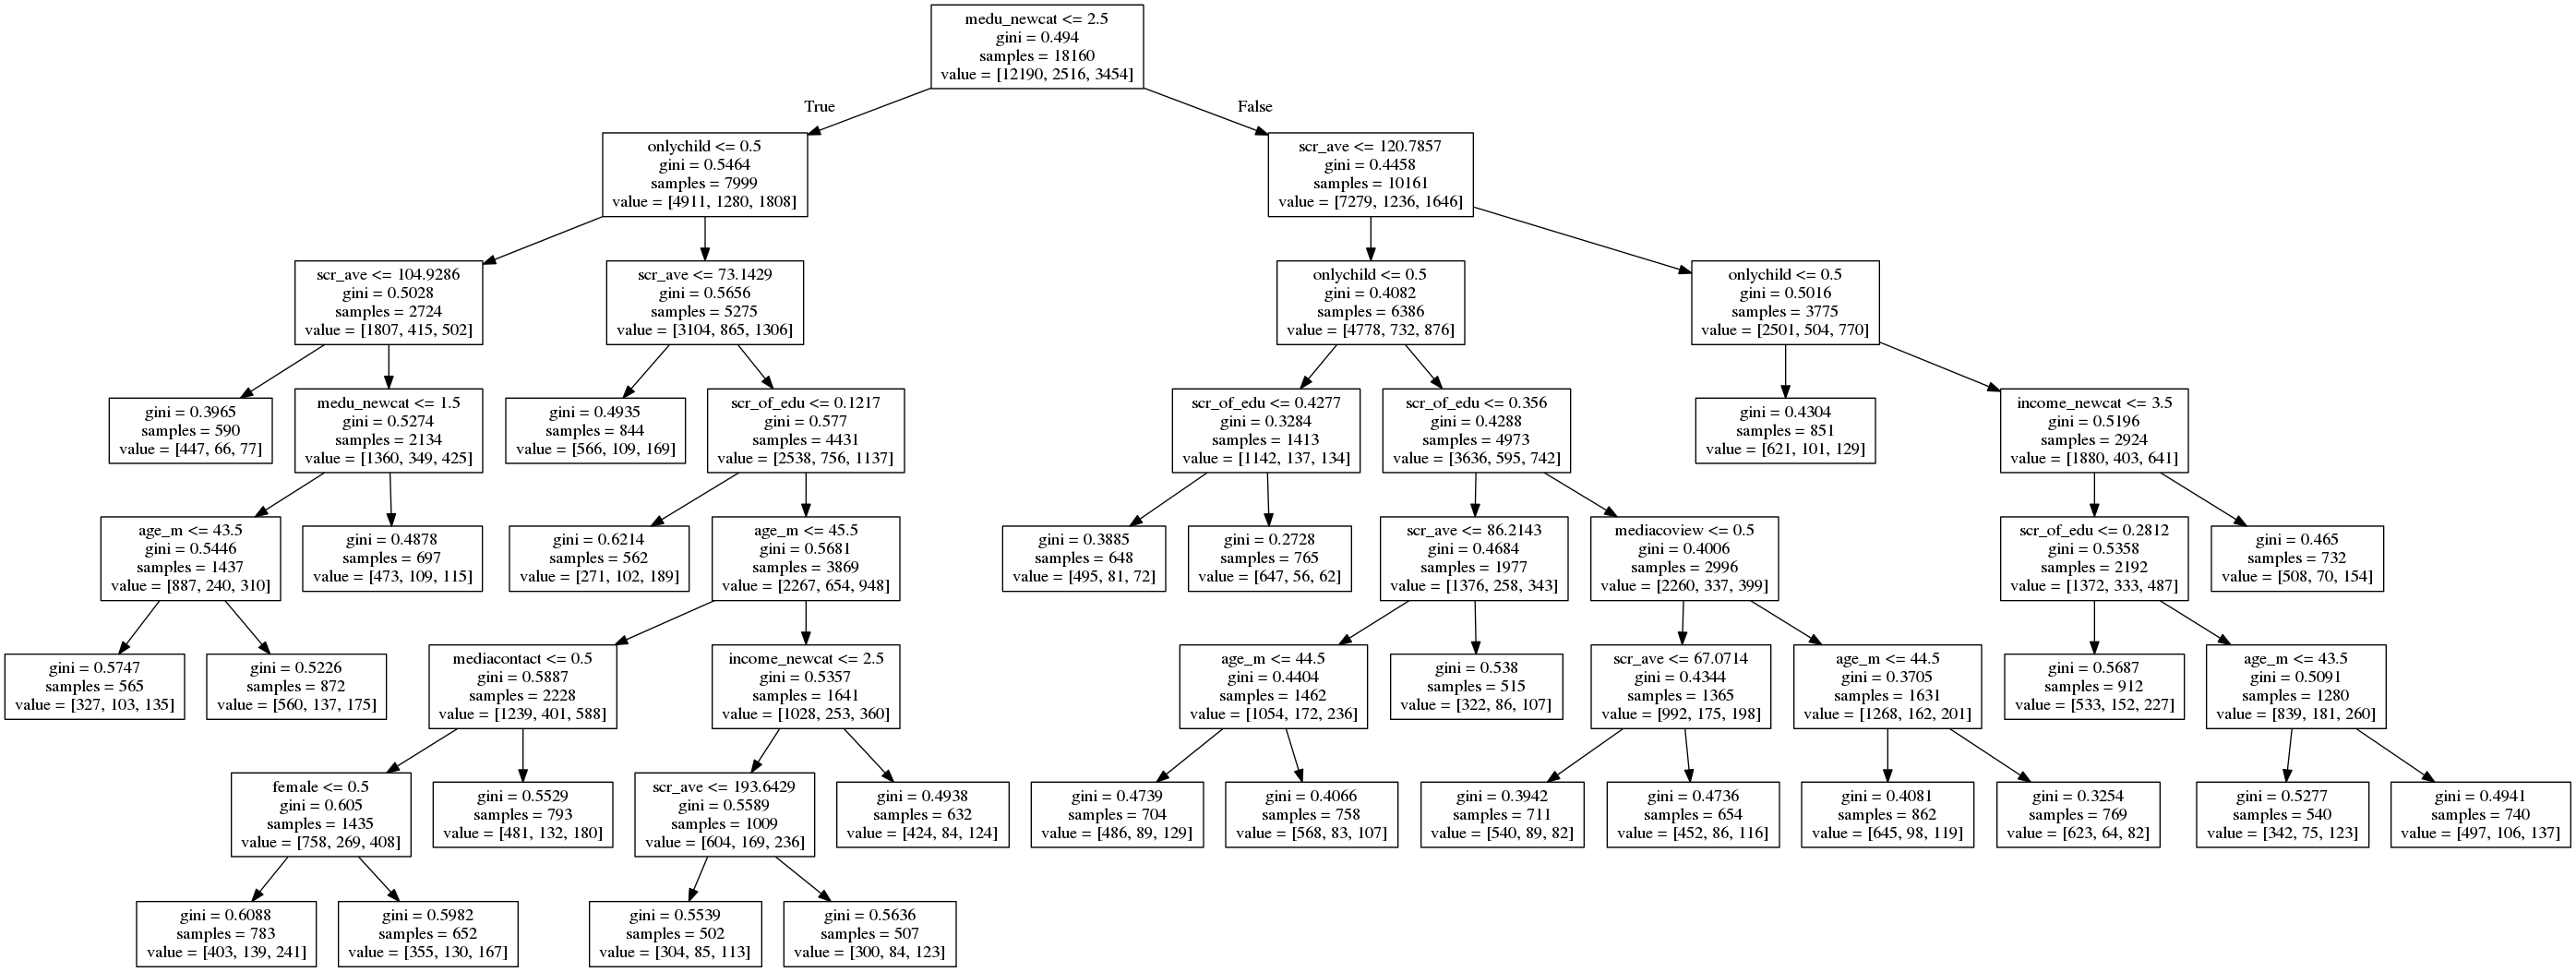 medu_newcat <= 2.5
gini = 0.494
samples = 18160
value = [12190, 2516, 3454]
True
False
onlychild <= 0.5
gini = 0.5464
samples = 7999
value = [4911, 1280, 1808]
scr_ave <= 120.7857
gini = 0.4458
samples = 10161
value = [7279, 1236, 1646]
scr_ave <= 104.9286
gini = 0.5028
samples = 2724
value = [1807, 415, 502]
scr_ave <= 73.1429
gini = 0.5656
samples = 5275
value = [3104, 865, 1306]
onlychild <= 0.5
gini = 0.4082
samples = 6386
value = [4778, 732, 876]
onlychild <= 0.5
gini = 0.5016
samples = 3775
value = [2501, 504, 770]
gini = 0.3965
samples = 590
value = [447, 66, 77]
medu_newcat <= 1.5
gini = 0.5274
samples = 2134
value = [1360, 349, 425]
gini = 0.4935
samples = 844
value = [566, 109, 169]
scr_of_edu <= 0.1217
gini = 0.577
samples = 4431
value = [2538, 756, 1137]
scr_of_edu <= 0.4277
gini = 0.3284
samples = 1413
value = [1142, 137, 134]
scr_of_edu <= 0.356
gini = 0.4288
samples = 4973
value = [3636, 595, 742]
gini = 0.4304
samples = 851
value = [621, 101, 129]
income_newcat <= 3.5
gini = 0.5196
samples = 2924
value = [1880, 403, 641]
age_m <= 43.5
gini = 0.5446
samples = 1437
value = [887, 240, 310]
gini = 0.4878
samples = 697
value = [473, 109, 115]
gini = 0.6214
samples = 562
value = [271, 102, 189]
age_m <= 45.5
gini = 0.5681
samples = 3869
value = [2267, 654, 948]
gini = 0.3885
samples = 648
value = [495, 81, 72]
gini = 0.2728
samples = 765
value = [647, 56, 62]
scr_ave <= 86.2143
gini = 0.4684
samples = 1977
value = [1376, 258, 343]
mediacoview <= 0.5
gini = 0.4006
samples = 2996
value = [2260, 337, 399]
scr_of_edu <= 0.2812
gini = 0.5358
samples = 2192
value = [1372, 333, 487]
gini = 0.465
samples = 732
value = [508, 70, 154]
gini = 0.5747
samples = 565
value = [327, 103, 135]
gini = 0.5226
samples = 872
value = [560, 137, 175]
mediacontact <= 0.5
gini = 0.5887
samples = 2228
value = [1239, 401, 588]
income_newcat <= 2.5
gini = 0.5357
samples = 1641
value = [1028, 253, 360]
age_m <= 44.5
gini = 0.4404
samples = 1462
value = [1054, 172, 236]
gini = 0.538
samples = 515
value = [322, 86, 107]
scr_ave <= 67.0714
gini = 0.4344
samples = 1365
value = [992, 175, 198]
age_m <= 44.5
gini = 0.3705
samples = 1631
value = [1268, 162, 201]
gini = 0.5687
samples = 912
value = [533, 152, 227]
age_m <= 43.5
gini = 0.5091
samples = 1280
value = [839, 181, 260]
female <= 0.5
gini = 0.605
samples = 1435
value = [758, 269, 408]
gini = 0.5529
samples = 793
value = [481, 132, 180]
scr_ave <= 193.6429
gini = 0.5589
samples = 1009
value = [604, 169, 236]
gini = 0.4938
samples = 632
value = [424, 84, 124]
gini = 0.4739
samples = 704
value = [486, 89, 129]
gini = 0.4066
samples = 758
value = [568, 83, 107]
gini = 0.3942
samples = 711
value = [540, 89, 82]
gini = 0.4736
samples = 654
value = [452, 86, 116]
gini = 0.4081
samples = 862
value = [645, 98, 119]
gini = 0.3254
samples = 769
value = [623, 64, 82]
gini = 0.5277
samples = 540
value = [342, 75, 123]
gini = 0.4941
samples = 740
value = [497, 106, 137]
gini = 0.6088
samples = 783
value = [403, 139, 241]
gini = 0.5982
samples = 652
value = [355, 130, 167]
gini = 0.5539
samples = 502
value = [304, 85, 113]
gini = 0.5636
samples = 507
value = [300, 84, 123]